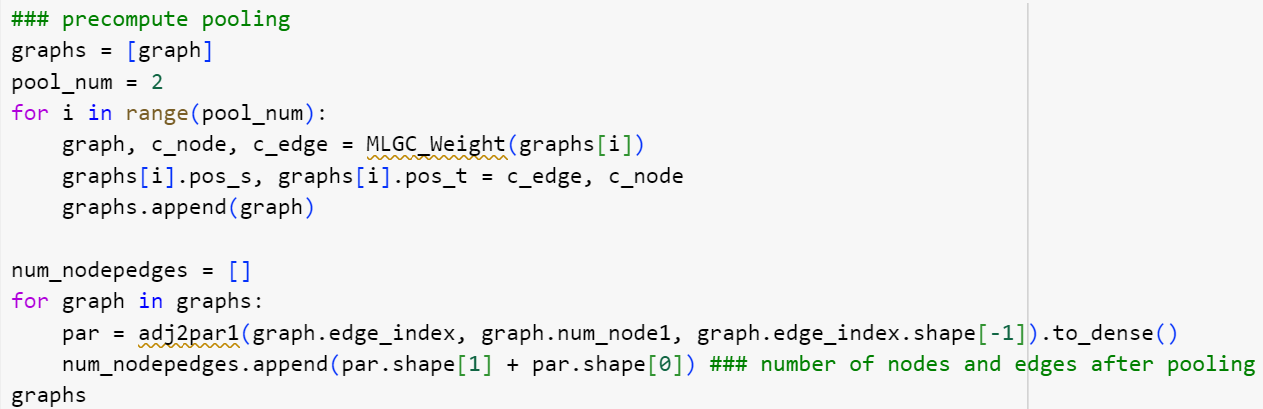 ### precompute pooling
graphs = [graph]
pool_num = 2
for i in range(pool_num):
    graph, c_node, c_edge = MLGC_Weight(graphs[i])
    graphs[i].pos_s, graphs[i].pos_t = c_edge, c_node
    graphs.append(graph)

num_nodepedges = []
for graph in graphs:
    par = adj2par1(graph.edge_index, graph.num_node1, graph.edge_index.shape[-1]).to_dense()
    num_nodepedges.append(par.shape[1] + par.shape[0]) ### number of nodes and edges after pooling
graphs